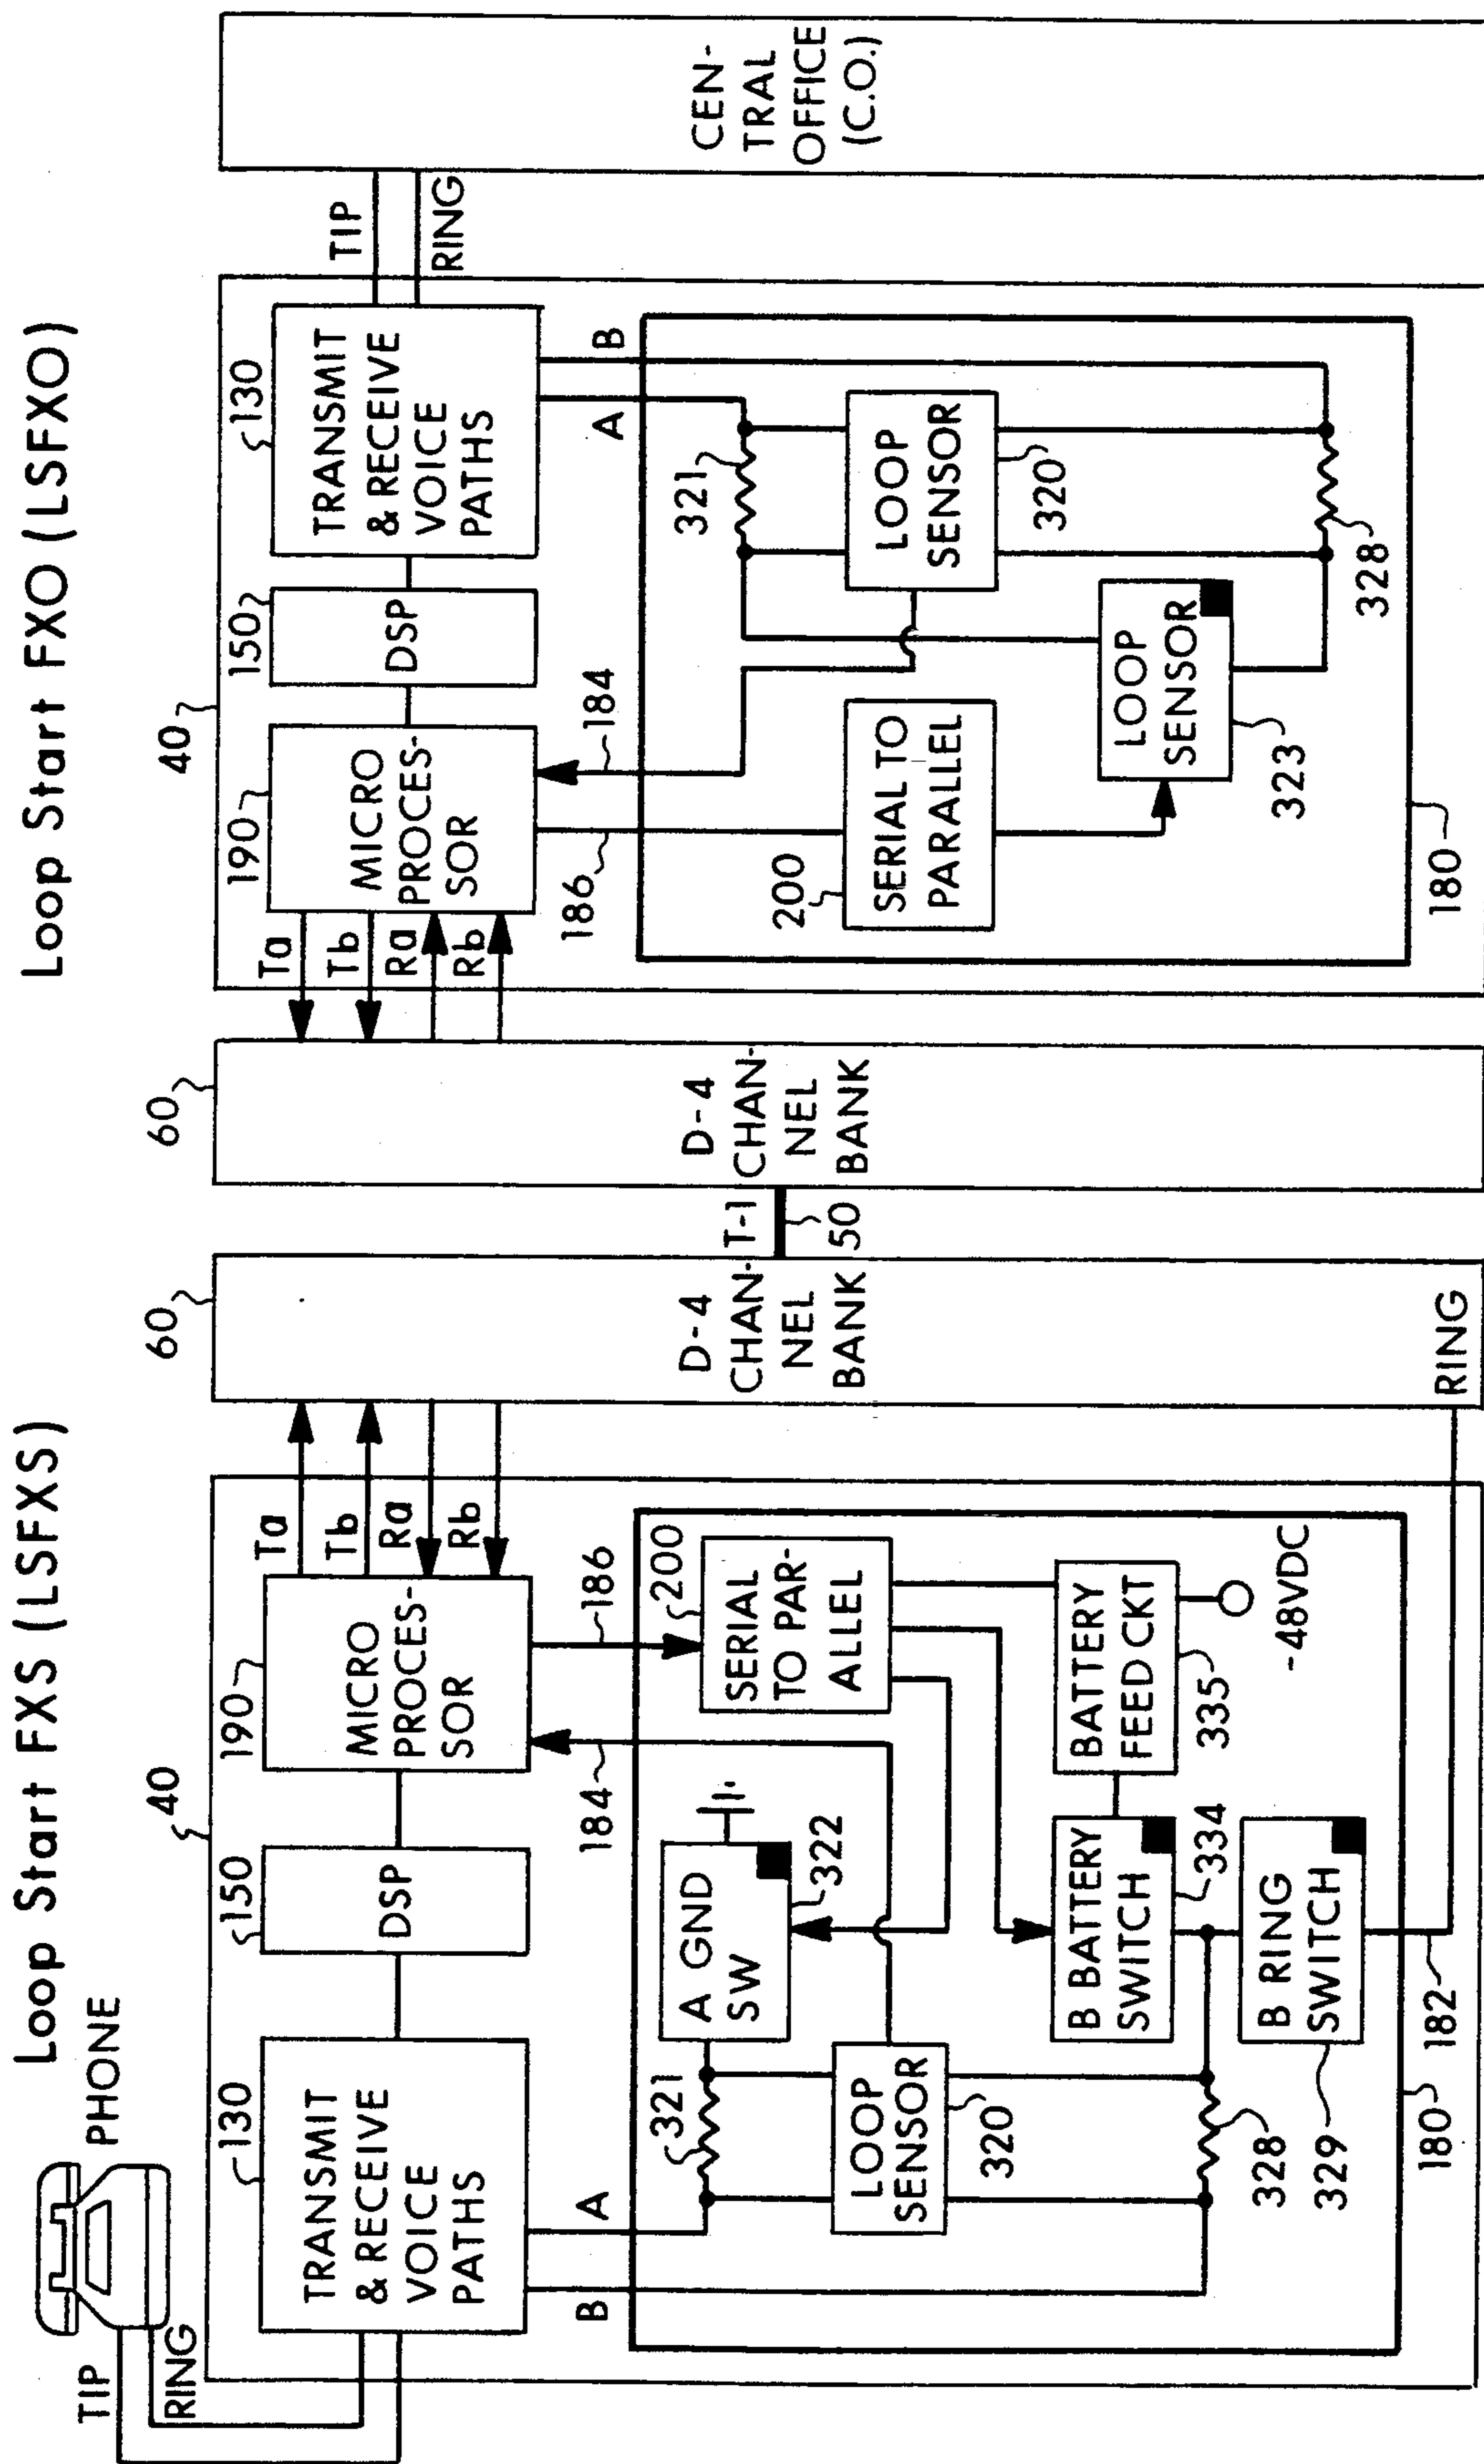 Loop Start FXS (LSFXS)
PHONE
TIP
RING
40
130
TRANSMIT
& RECEIVE
VOICE
PATHS
150
DSP
190
MICRO
PROCES-
SOR
Ta
Tb
Ra
Rb
B
A
184
186
321
A GND
SW
322
200
SERIAL
TO PAR-
ALLEL
LOOP
SENSOR
320
B BATTERY
SWITCH
334
BATTERY
FEED CKT
335
-48VDC
328
B RING
SWITCH
329
180
182
RING
60
D-4
CHAN-
NEL
BANK
T-1
50
60
D-4
CHAN-
NEL
BANK
Loop Start FXO (LSFXO)
40
Ta
Tb
Ra
Rb
190
MICRO
PROCES-
SOR
150
DSP
130
TRANSMIT
& RECEIVE
VOICE
PATHS
TIP
RING
186
184
A
B
200
SERIAL TO
PARALLEL
321
LOOP
SENSOR
320
LOOP
SENSOR
323
328
180
CEN-
TRAL
OFFICE
(C.O.)